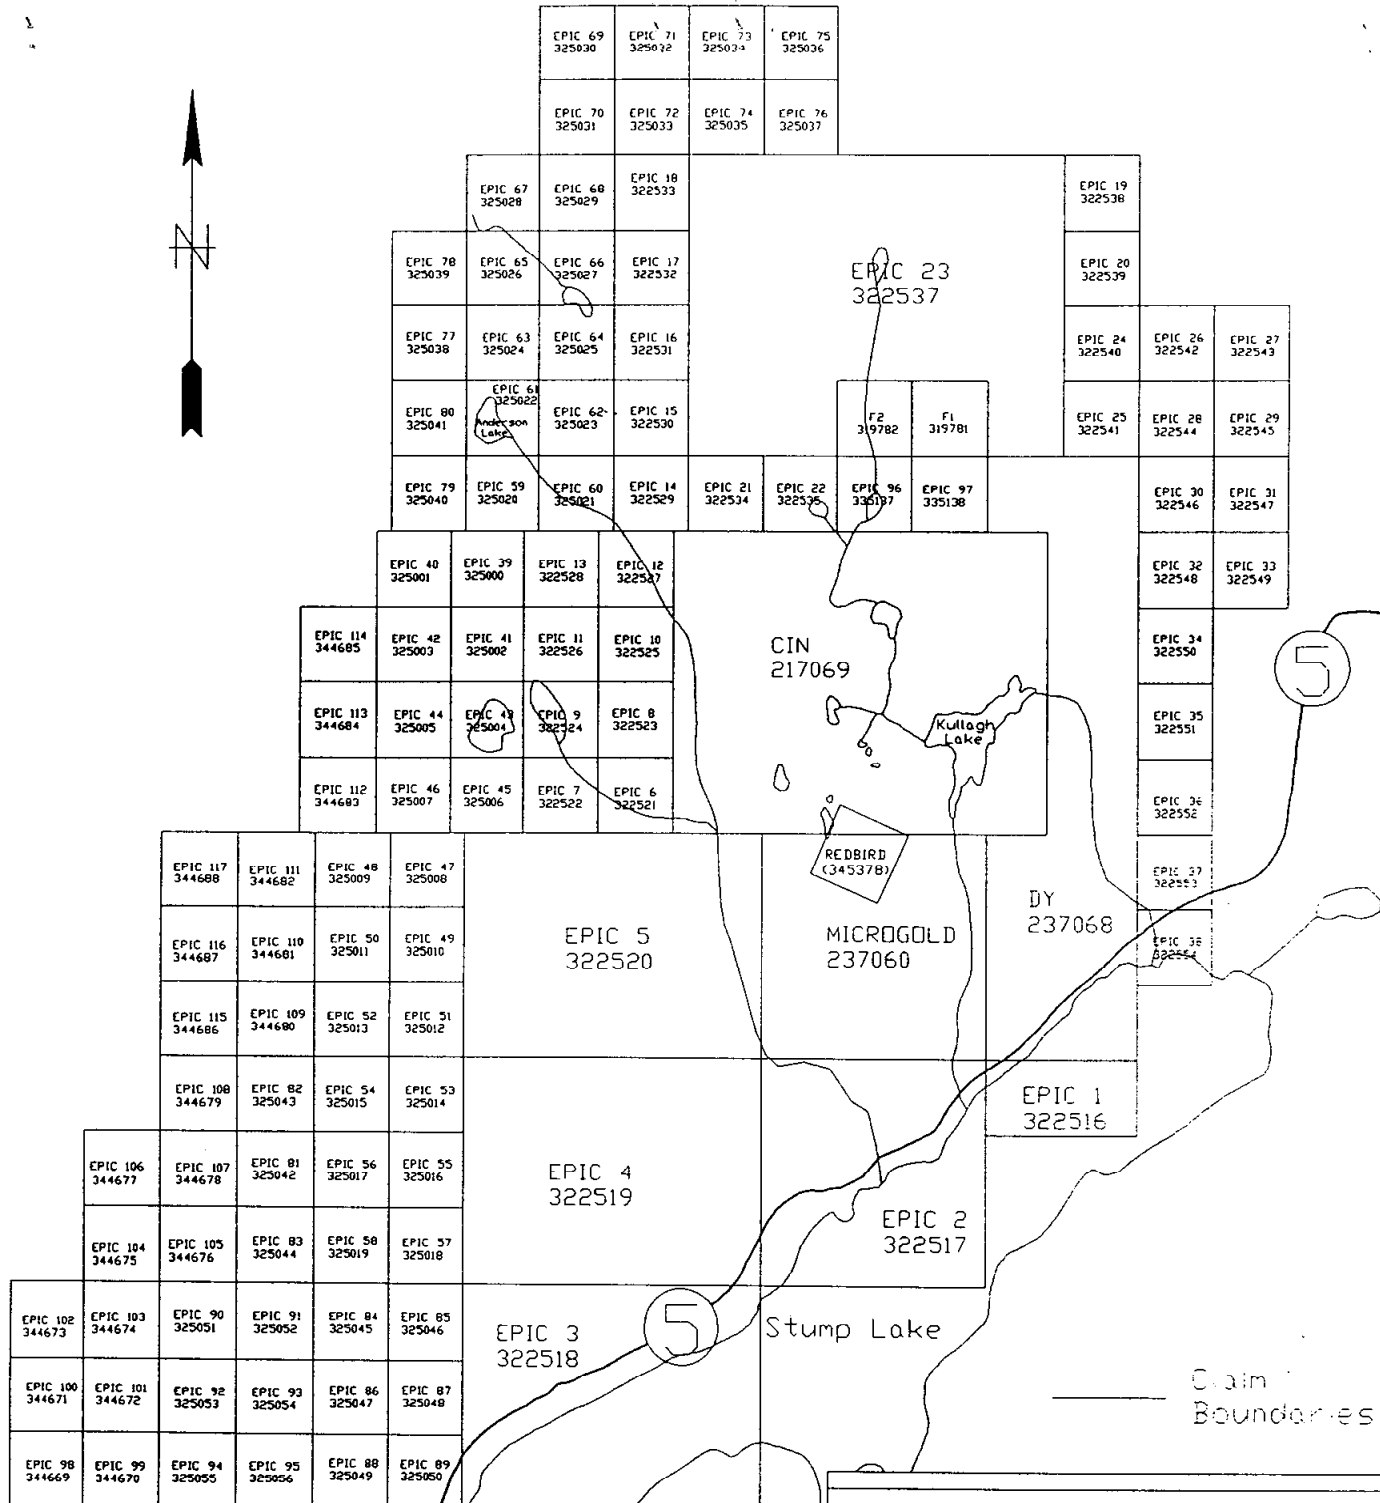 EPIC 69
325030
EPIC 71
325032
EPIC 73
325034
EPIC 75
325036
EPIC 70
325031
EPIC 72
325033
EPIC 74
325035
EPIC 76
325037
EPIC 67
325028
EPIC 68
325029
EPIC 18
322533
EPIC 19
322538
N
EPIC 78
325039
EPIC 65
325026
EPIC 66
325027
EPIC 17
322532
EPIC 23
322537
EPIC 20
322539
EPIC 77
325038
EPIC 63
325024
EPIC 64
325025
EPIC 16
322531
EPIC 24
322540
EPIC 26
322542
EPIC 27
322543
EPIC 80
325041
EPIC 61
325022
Anderson
Lake
EPIC 62
325023
EPIC 15
322530
F2
319782
F1
319781
EPIC 25
322541
EPIC 28
322544
EPIC 29
322545
EPIC 79
325040
EPIC 59
325020
EPIC 60
325021
EPIC 14
322529
EPIC 21
322534
EPIC 22
322535
EPIC 96
335137
EPIC 97
335138
EPIC 30
322546
EPIC 31
322547
EPIC 40
325001
EPIC 39
325000
EPIC 13
322528
EPIC 12
322527
EPIC 32
322548
EPIC 33
322549
EPIC 114
344685
EPIC 42
325003
EPIC 41
325002
EPIC 11
322526
EPIC 10
322525
CIN
217069
EPIC 34
322550
5
EPIC 113
344684
EPIC 44
325005
EPIC 43
325004
EPIC 9
322524
EPIC 8
322523
Kullagh
Lake
EPIC 35
322551
EPIC 112
344683
EPIC 46
325007
EPIC 45
325006
EPIC 7
322522
EPIC 6
322521
EPIC 36
322552
EPIC 117
344688
EPIC 111
344682
EPIC 48
325009
EPIC 47
325008
REDBIRD
(345378)
EPIC 37
322553
EPIC 116
344687
EPIC 110
344681
EPIC 50
325011
EPIC 49
325010
EPIC 5
322520
MICROGOLD
237060
DY
237068
EPIC 38
322554
EPIC 115
344686
EPIC 109
344680
EPIC 52
325013
EPIC 51
325012
EPIC 108
344679
EPIC 82
325043
EPIC 54
325015
EPIC 53
325014
EPIC 1
322516
EPIC 106
344677
EPIC 107
344678
EPIC 81
325042
EPIC 56
325017
EPIC 55
325016
EPIC 4
322519
EPIC 2
322517
EPIC 104
344675
EPIC 105
344676
EPIC 83
325044
EPIC 58
325019
EPIC 57
325018
EPIC 102
344673
EPIC 103
344674
EPIC 90
325051
EPIC 91
325052
EPIC 84
325045
EPIC 85
325046
EPIC 3
322518
5
Stump Lake
EPIC 100
344671
EPIC 101
344672
EPIC 92
325053
EPIC 93
325054
EPIC 86
325047
EPIC 87
325048
Claim
Boundaries
EPIC 98
344669
EPIC 99
344670
EPIC 94
325055
EPIC 95
325056
EPIC 88
325049
EPIC 89
325050